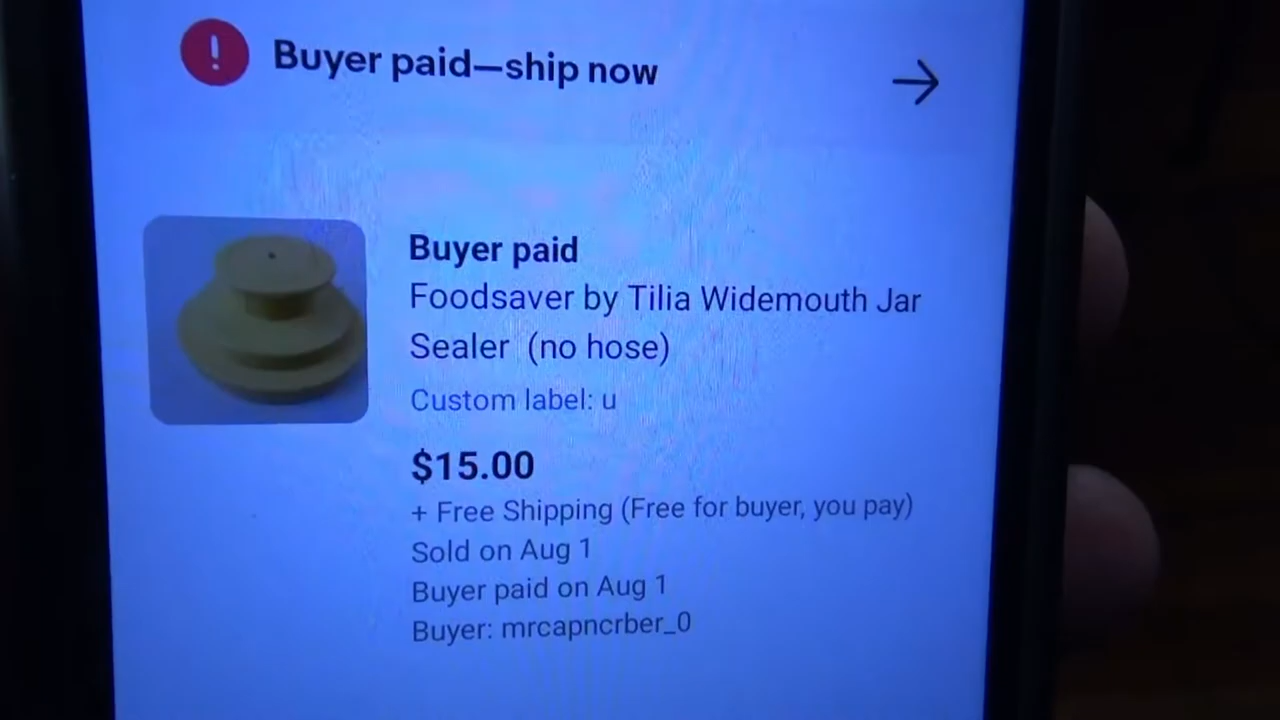 Buyer paid—ship now
Buyer paid
Foodsaver by Tilia Widemouth Jar
Sealer (no hose)
Custom label: u
$15.00
+ Free Shipping (Free for buyer, you pay)
Sold on Aug 1
Buyer paid on Aug 1
Buyer: mrcapncrber_0